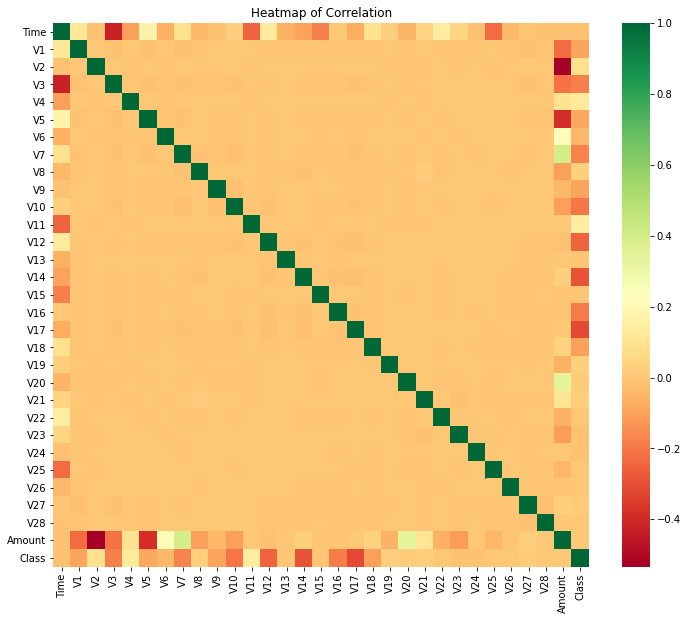 Heatmap of Correlation
Time
V1
V2
V3
V4
V5
V6
V7
V8
V9
V10
V11
V12
V13
V14
V15
V16
V17
V18
V19
V20
V21
V22
V23
V24
V25
V26
V27
V28
Amount
Class
Time
V1
V2
V3
V4
V5
V6
V7
V8
V9
V10
V11
V12
V13
V14
V15
V16
V17
V18
V19
V20
V21
V22
V23
V24
V25
V26
V27
V28
Amount
Class
1.0
0.8
0.6
0.4
0.2
0.0
−0.2
−0.4